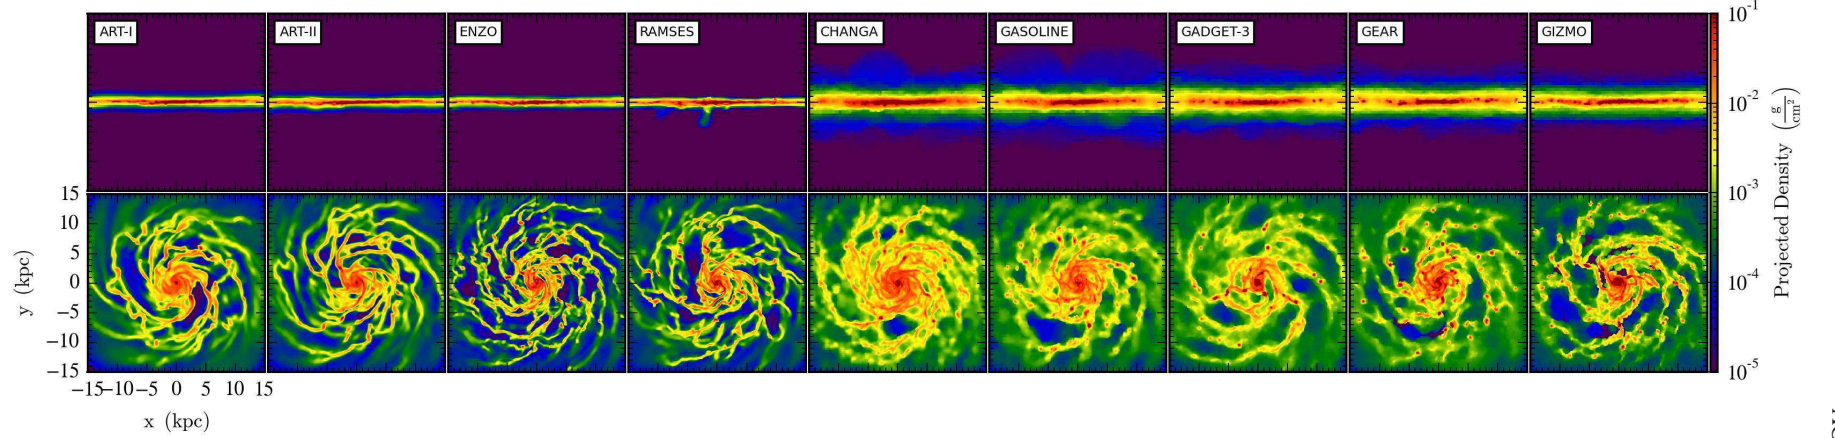 ART-I ART-II ENZO RAMSES CHANGA GASOLINE GADGET-3 GEAR GIZMO
10^-1
10^-2
10^-3
10^-4
10^-5
Projected Density (g/cm^2)
15
10
5
0
−5
−10
−15
y (kpc)
−15 −10 −5 0 5 10 15
x (kpc)